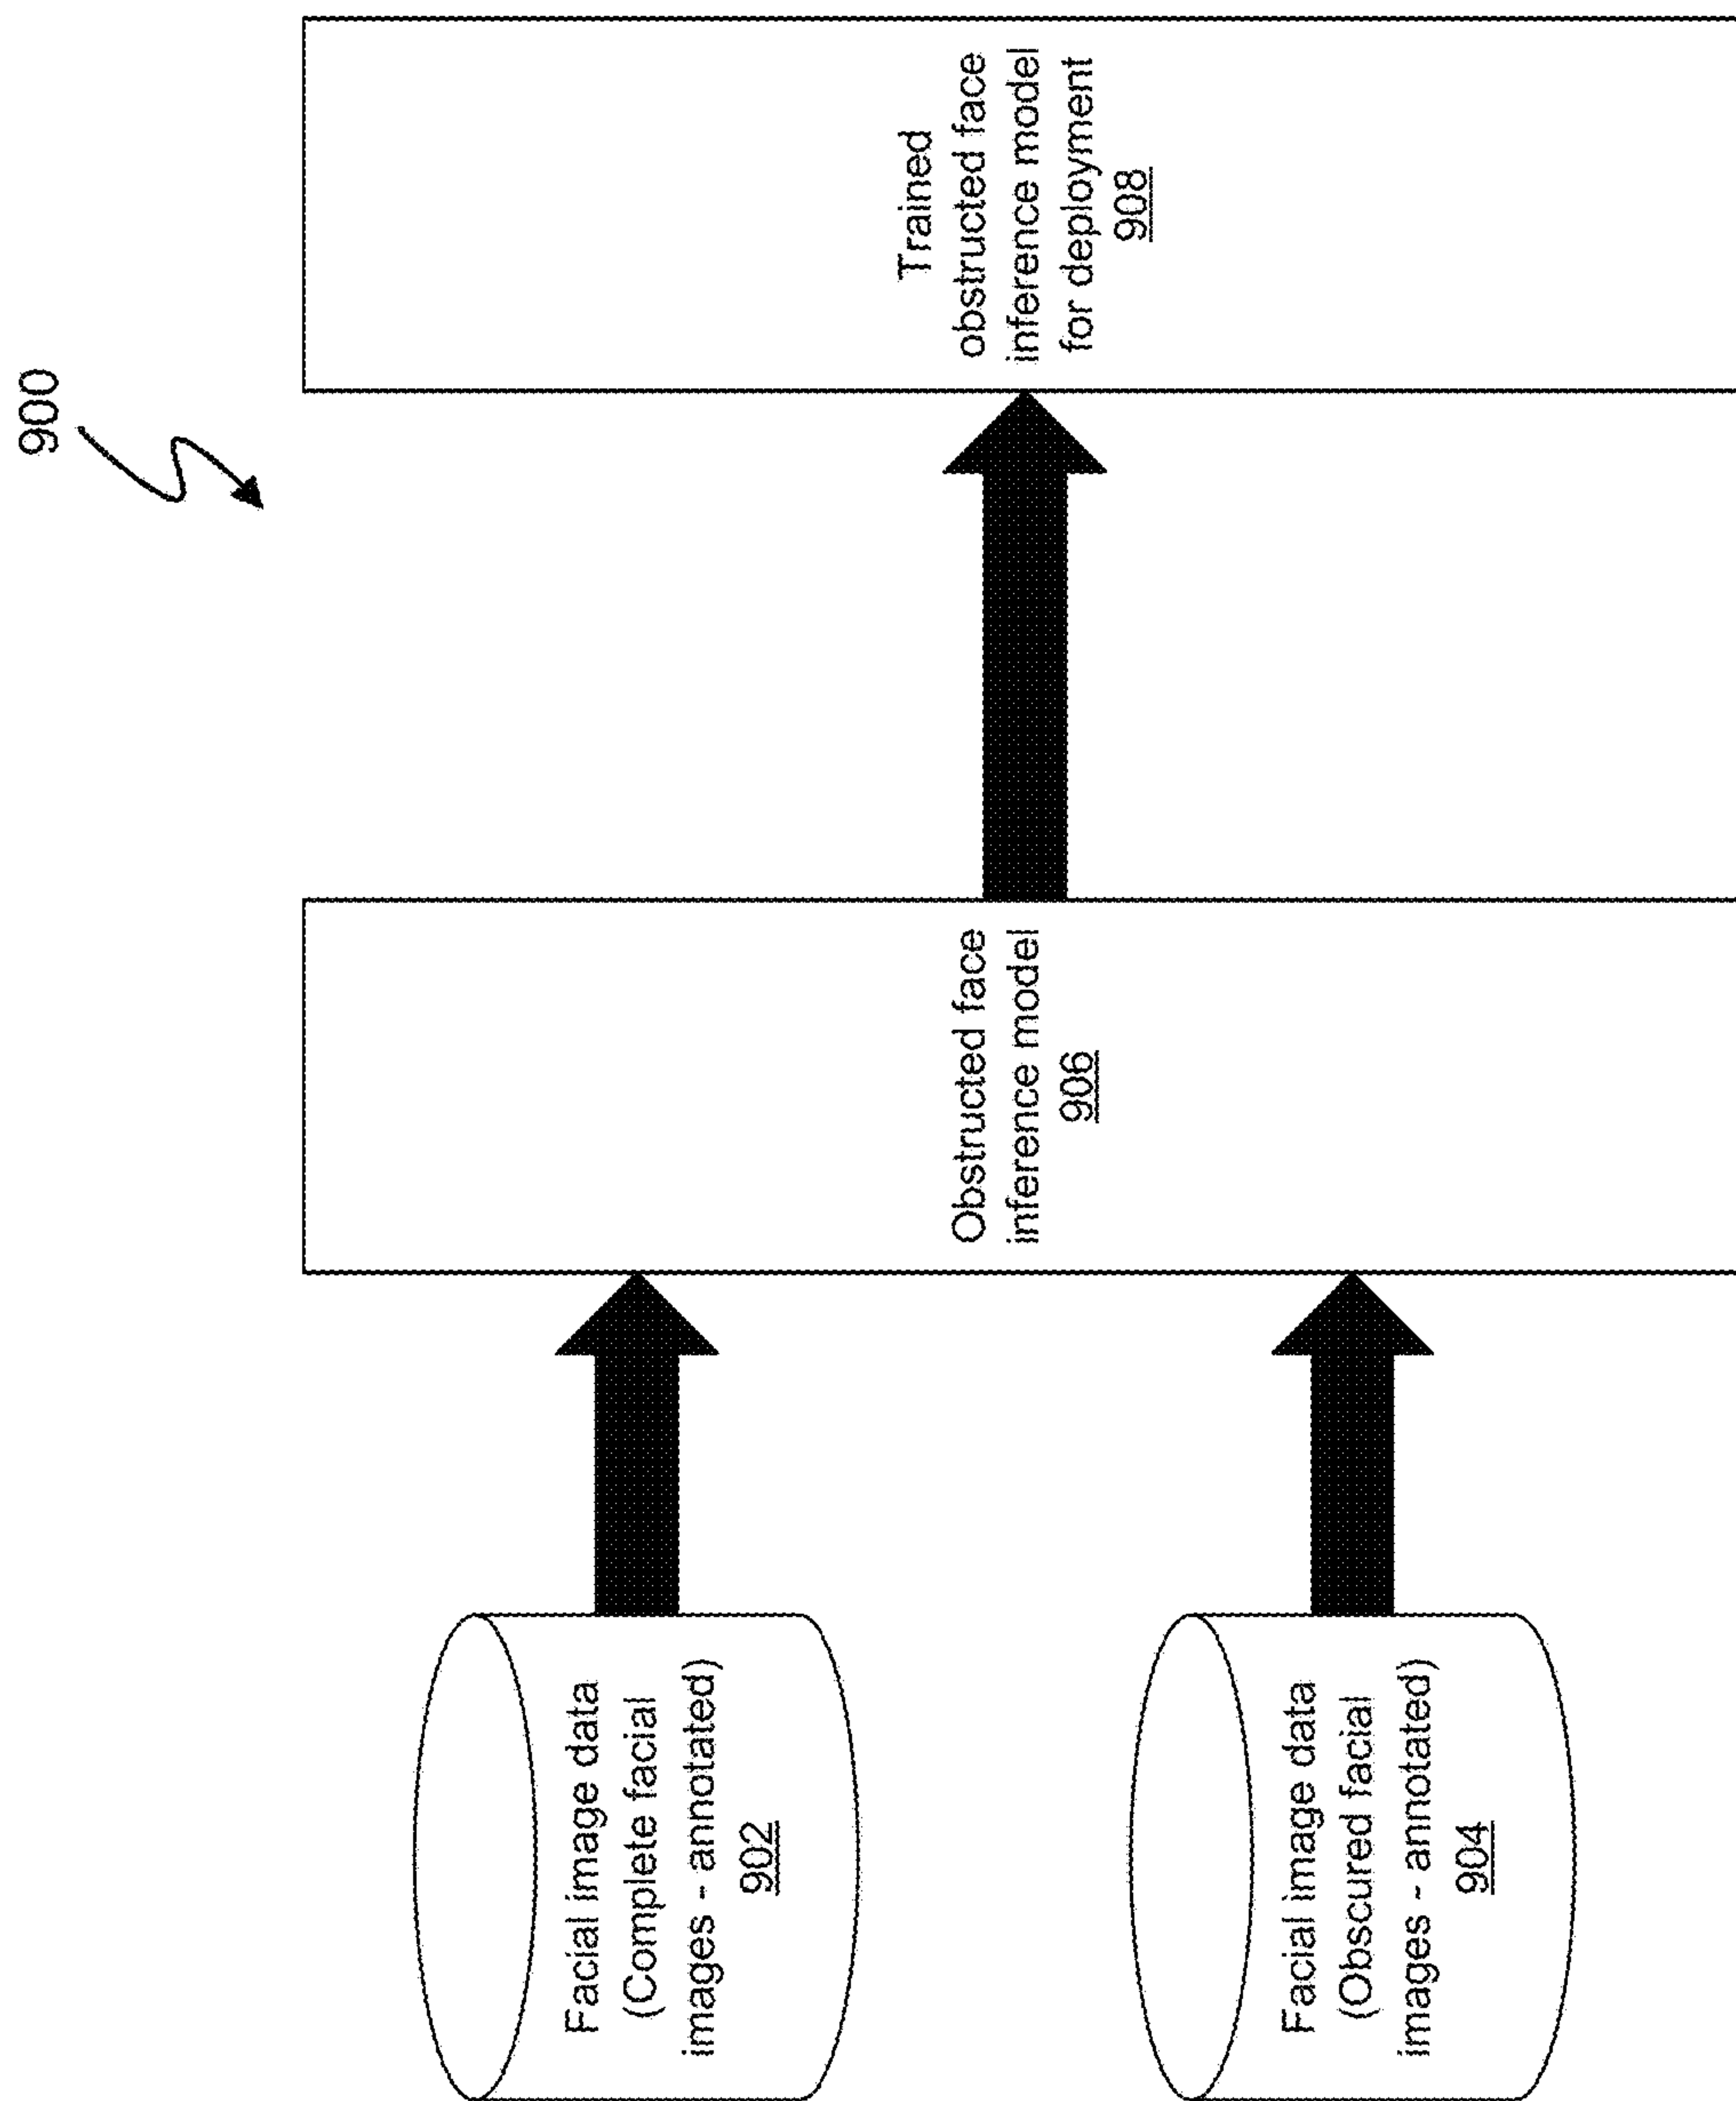 900
Facial image data
(Complete facial
images - annotated)
902
Facial image data
(Obscured facial
images - annotated)
904
Obstructed face
inference model
906
Trained
obstructed face
inference model
for deployment
908